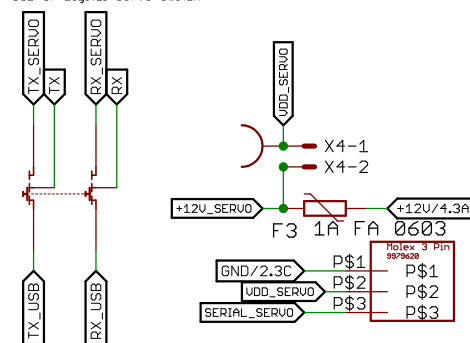 TX_SERVO
TX
RX_SERVO
RX
VDD_SERVO
X4-1
X4-2
+12V_SERVO
+12V/4.3A
F3 1A FA 0603
Molex 3 Pin
9979620
GND/2.3C
P$1
P$1
VDD_SERVO
P$2
P$2
SERIAL_SERVO
P$3
P$3
TX_USB
RX_USB